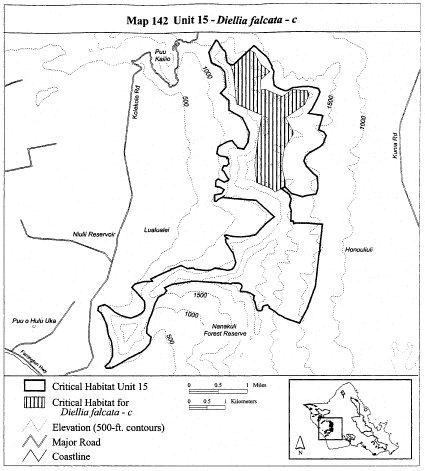 Map 142 Unit 15 - Diellia falcata - c
Puu
Kailio
1000
500
Kolekole Rd
1500
1000
Kunia Rd
Niulii Reservoir
Lualualei
Honouliuli
Puu o Hulu Uka
1500
1000
500
Nanakuli
Forest Reserve
Farrington Hwy
Critical Habitat Unit 15
Critical Habitat for
Diellia falcata - c
Elevation (500-ft. contours)
Major Road
Coastline
0 0.5 1 Miles
0 0.5 1 Kilometers
N